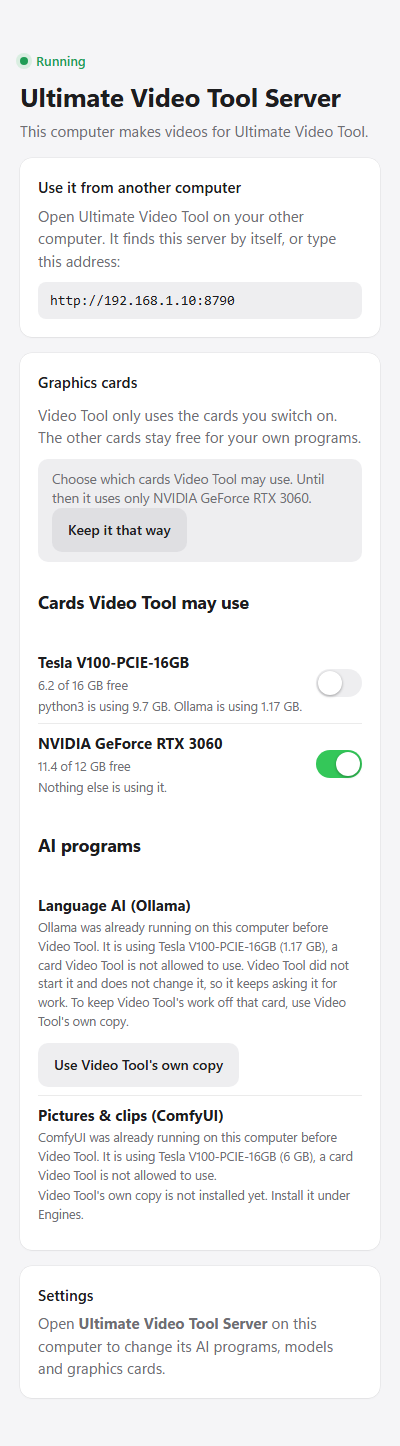 Running
Ultimate Video Tool Server
This computer makes videos for Ultimate Video Tool.
Use it from another computer
Open Ultimate Video Tool on your other
computer. It finds this server by itself, or type
this address:
http://192.168.1.10:8790
Graphics cards
Video Tool only uses the cards you switch on.
The other cards stay free for your own programs.
Choose which cards Video Tool may use. Until
then it uses only NVIDIA GeForce RTX 3060.
Keep it that way
Cards Video Tool may use
Tesla V100-PCIE-16GB
6.2 of 16 GB free
python3 is using 9.7 GB. Ollama is using 1.17 GB.
NVIDIA GeForce RTX 3060
11.4 of 12 GB free
Nothing else is using it.
AI programs
Language AI (Ollama)
Ollama was already running on this computer before
Video Tool. It is using Tesla V100-PCIE-16GB (1.17 GB), a
card Video Tool is not allowed to use. Video Tool did not
start it and does not change it, so it keeps asking it for
work. To keep Video Tool's work off that card, use Video
Tool's own copy.
Use Video Tool's own copy
Pictures & clips (ComfyUI)
ComfyUI was already running on this computer before
Video Tool. It is using Tesla V100-PCIE-16GB (6 GB), a card
Video Tool is not allowed to use.
Video Tool's own copy is not installed yet. Install it under
Engines.
Settings
Open Ultimate Video Tool Server on this
computer to change its AI programs, models
and graphics cards.